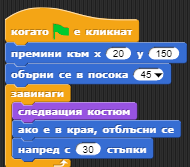 когато е кликнат
премини към x 20 y 150
обърни се в посока 45
завинаги
следващия костюм
ако е в края, отблъсни се
напред с 30 стъпки